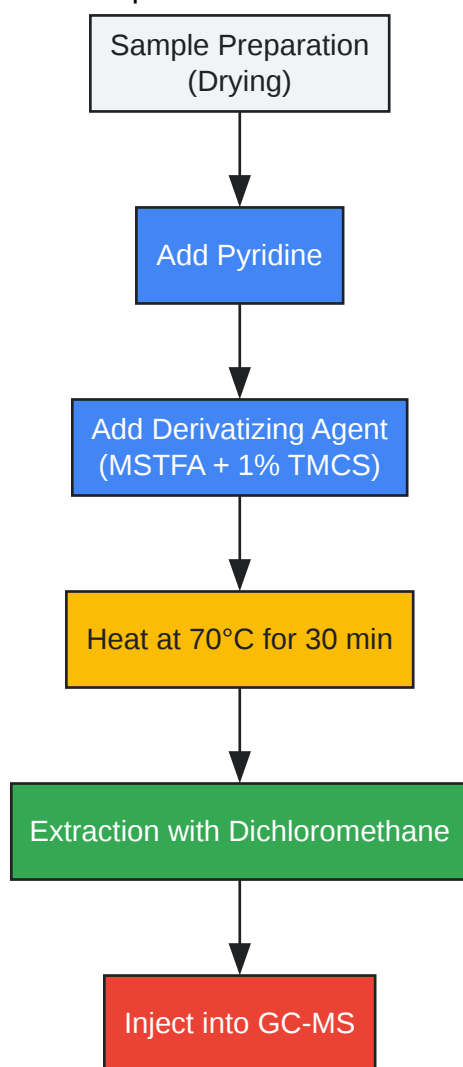 Sample Preparation
(Drying)
Add Pyridine
Add Derivatizing Agent
(MSTFA + 1% TMCS)
Heat at 70°C for 30 min
Extraction with Dichloromethane
Inject into GC-MS